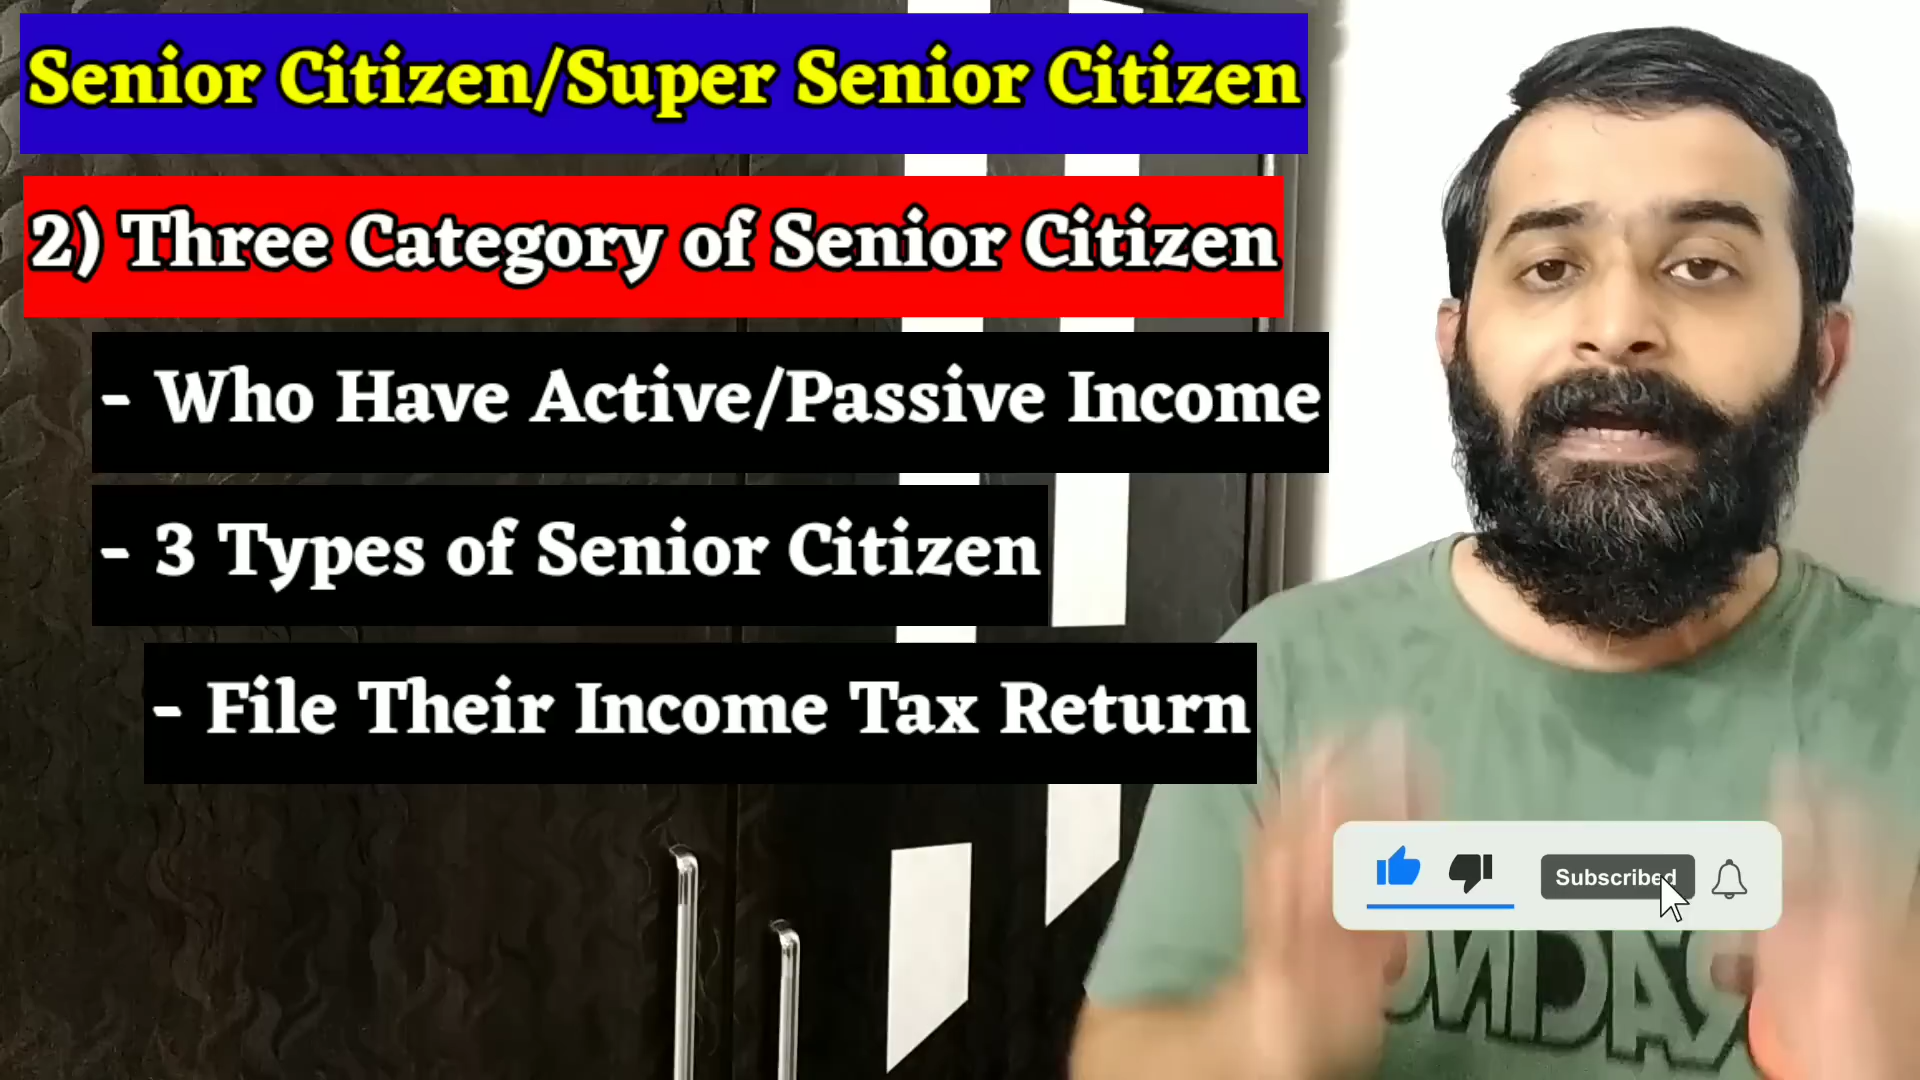 Senior Citizen/Super Senior Citizen
2) Three Category of Senior Citizen
- Who Have Active/Passive Income
- 3 Types of Senior Citizen
- File Their Income Tax Return
Subscribed